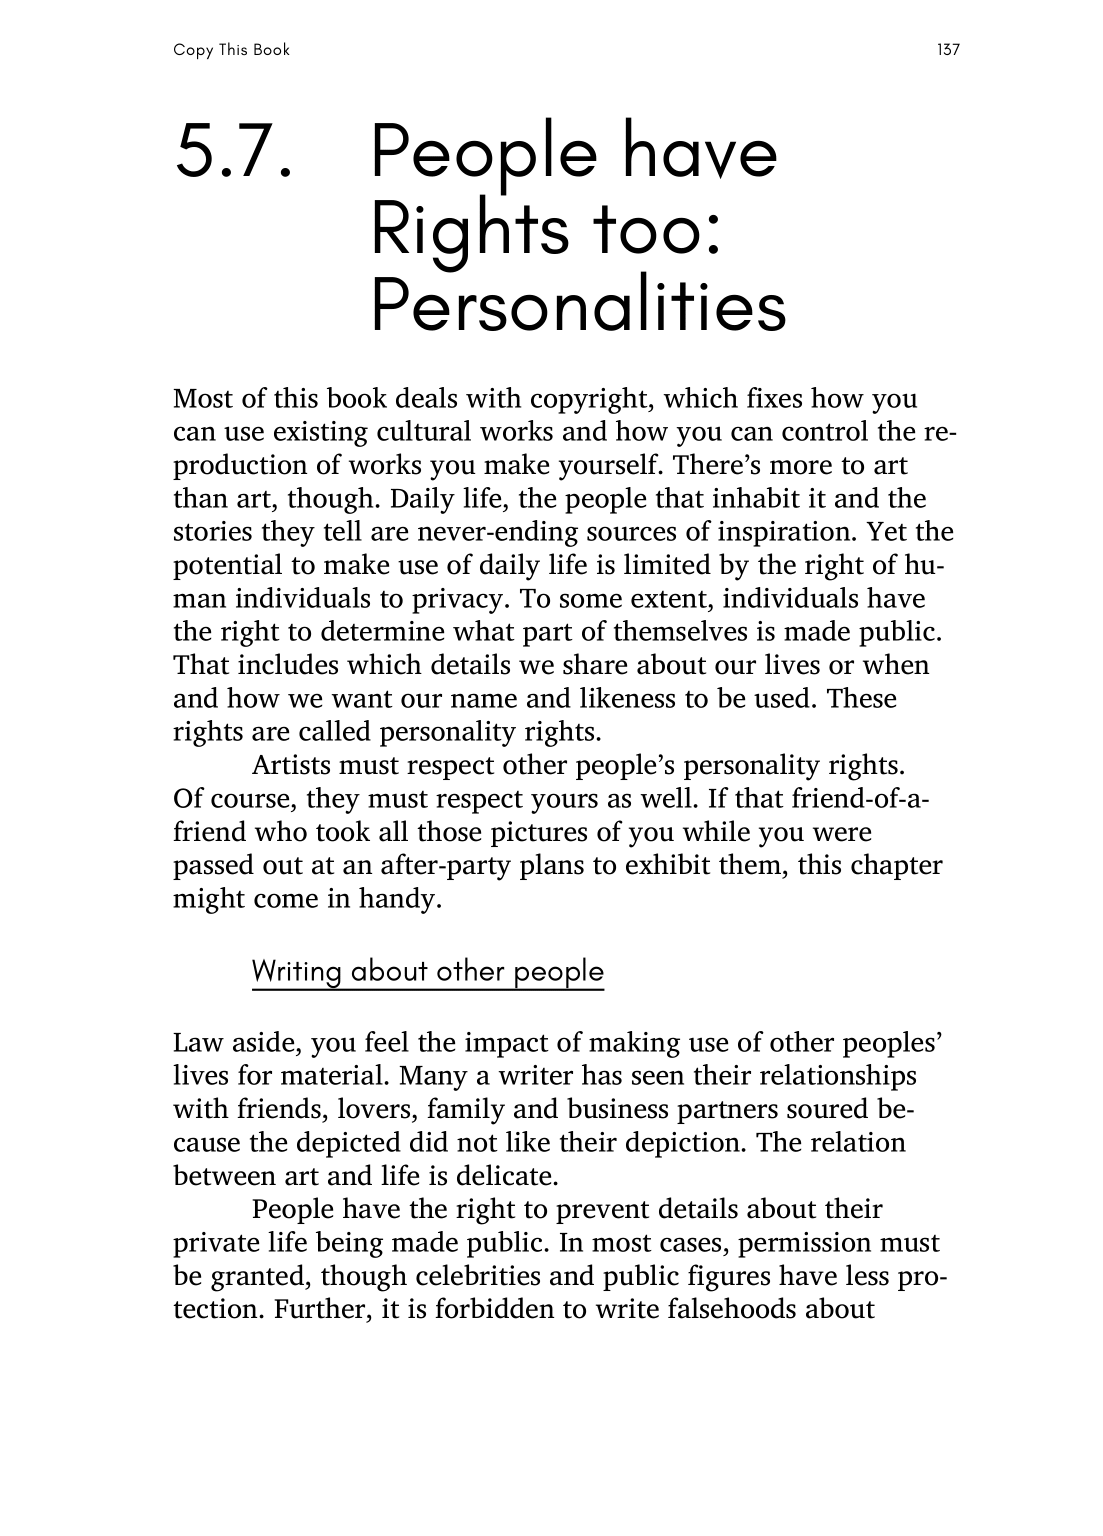 Copy This Book 137
5.7. People have
Rights too:
Personalities
Most of this book deals with copyright, which fixes how you
can use existing cultural works and how you can control the re-
production of works you make yourself. There’s more to art
than art, though. Daily life, the people that inhabit it and the
stories they tell are never-ending sources of inspiration. Yet the
potential to make use of daily life is limited by the right of hu-
man individuals to privacy. To some extent, individuals have
the right to determine what part of themselves is made public.
That includes which details we share about our lives or when
and how we want our name and likeness to be used. These
rights are called personality rights.
Artists must respect other people’s personality rights.
Of course, they must respect yours as well. If that friend-of-a-
friend who took all those pictures of you while you were
passed out at an after-party plans to exhibit them, this chapter
might come in handy.
Writing about other people
Law aside, you feel the impact of making use of other peoples’
lives for material. Many a writer has seen their relationships
with friends, lovers, family and business partners soured be-
cause the depicted did not like their depiction. The relation
between art and life is delicate.
People have the right to prevent details about their
private life being made public. In most cases, permission must
be granted, though celebrities and public figures have less pro-
tection. Further, it is forbidden to write falsehoods about